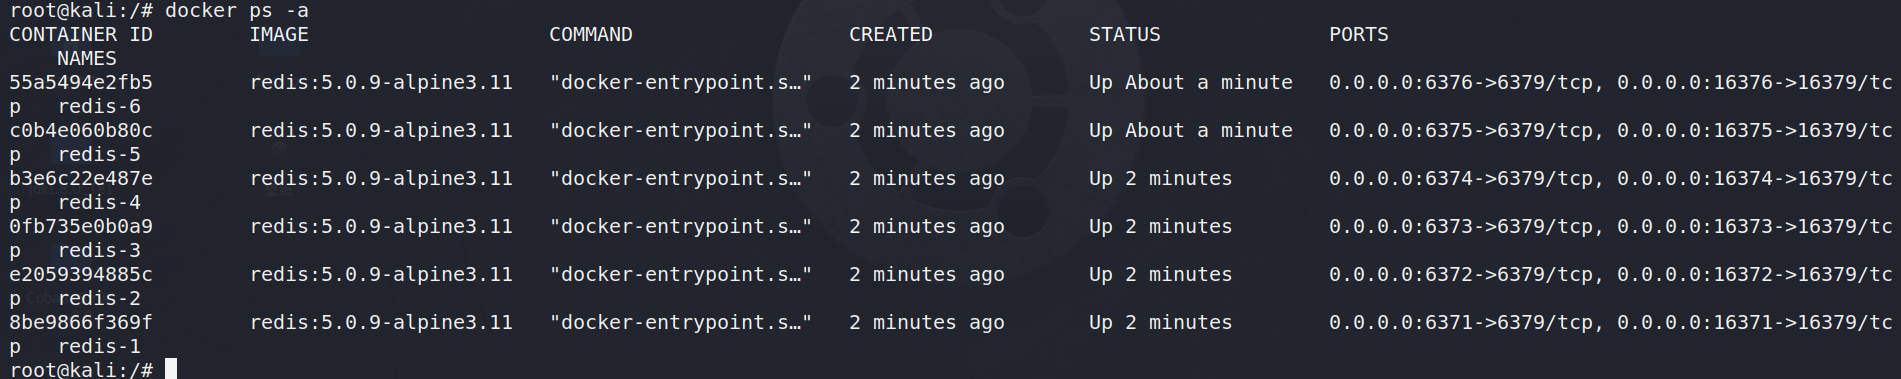 root@kali:/# docker ps -a
CONTAINER ID        IMAGE                    COMMAND                  CREATED             STATUS              PORTS
    NAMES
55a5494e2fb5        redis:5.0.9-alpine3.11   "docker-entrypoint.s…"   2 minutes ago       Up About a minute   0.0.0.0:6376->6379/tcp, 0.0.0.0:16376->16379/tc
p   redis-6
c0b4e060b80c        redis:5.0.9-alpine3.11   "docker-entrypoint.s…"   2 minutes ago       Up About a minute   0.0.0.0:6375->6379/tcp, 0.0.0.0:16375->16379/tc
p   redis-5
b3e6c22e487e        redis:5.0.9-alpine3.11   "docker-entrypoint.s…"   2 minutes ago       Up 2 minutes        0.0.0.0:6374->6379/tcp, 0.0.0.0:16374->16379/tc
p   redis-4
0fb735e0b0a9        redis:5.0.9-alpine3.11   "docker-entrypoint.s…"   2 minutes ago       Up 2 minutes        0.0.0.0:6373->6379/tcp, 0.0.0.0:16373->16379/tc
p   redis-3
e2059394885c        redis:5.0.9-alpine3.11   "docker-entrypoint.s…"   2 minutes ago       Up 2 minutes        0.0.0.0:6372->6379/tcp, 0.0.0.0:16372->16379/tc
p   redis-2
8be9866f369f        redis:5.0.9-alpine3.11   "docker-entrypoint.s…"   2 minutes ago       Up 2 minutes        0.0.0.0:6371->6379/tcp, 0.0.0.0:16371->16379/tc
p   redis-1
root@kali:/#